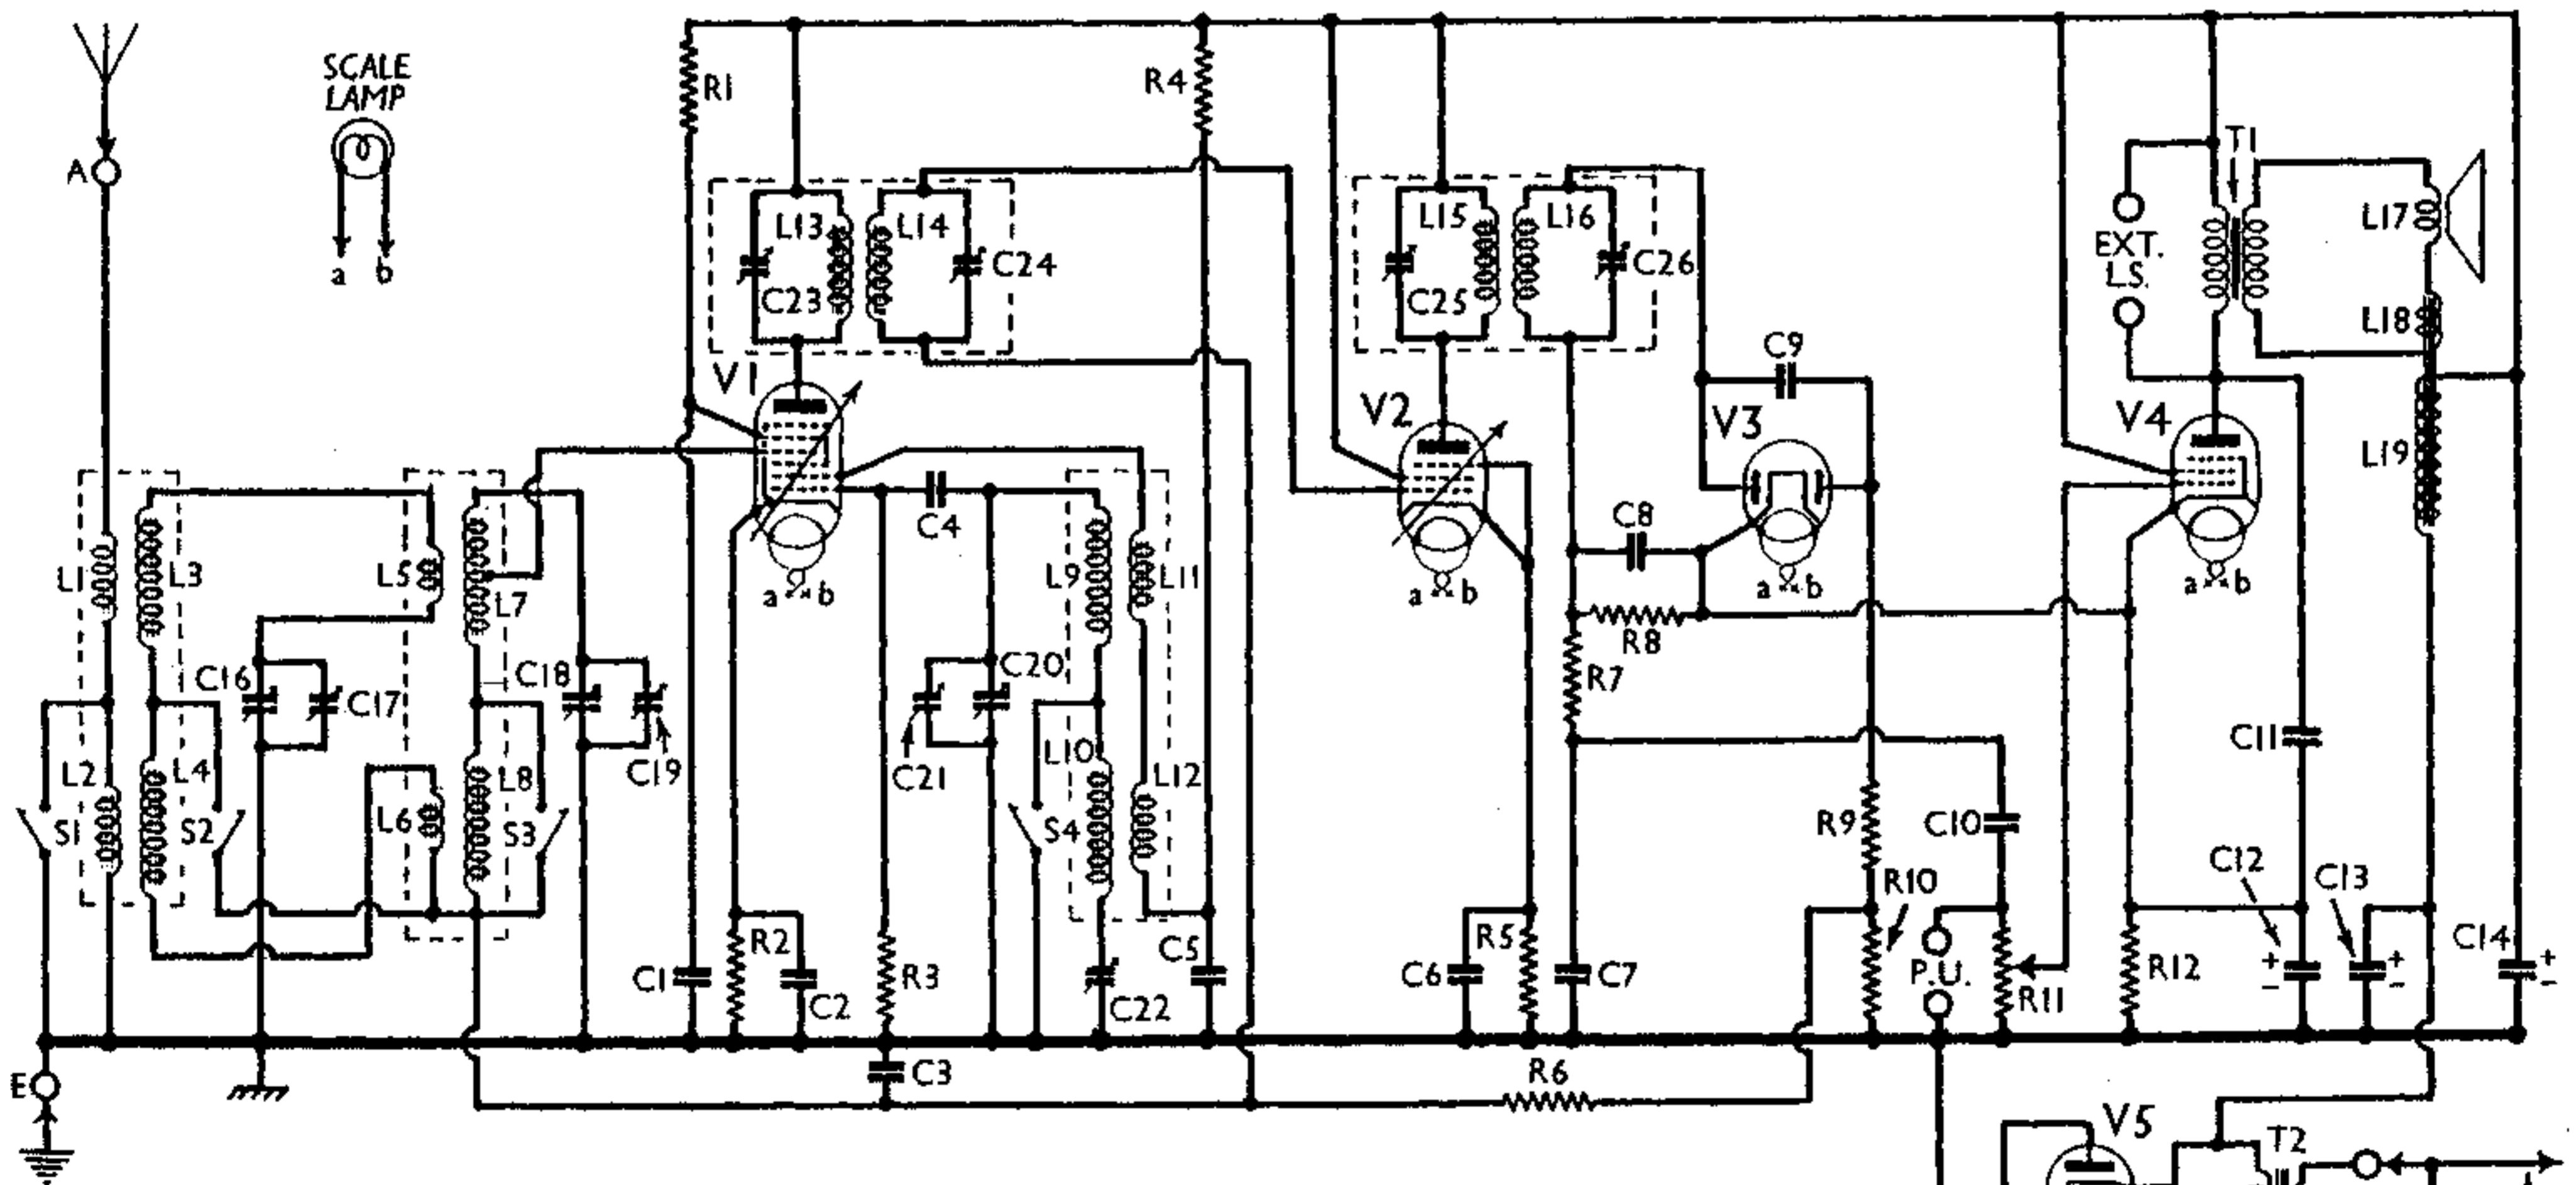 SCALE
LAMP
a b
A
R1
R4
T1
L13
L14
C23
C24
L15
L16
C25
C26
EXT.
L.S.
L17
L18
L19
V1
V2
C9
V3
V4
L1
L3
L5
L7
a b
C4
L9
L11
a b
C8
a b
a b
C16
C17
C18
C19
C20
C21
R8
R7
C11
L2
L4
L6
L8
L10
L12
S1
S2
S3
S4
R9
C10
R10
C12
C13
C14
C1
R2
C2
R3
C22
C5
C6
R5
C7
P.U.
R11
R12
+
-
+
-
+
-
E
C3
R6
V5
T2